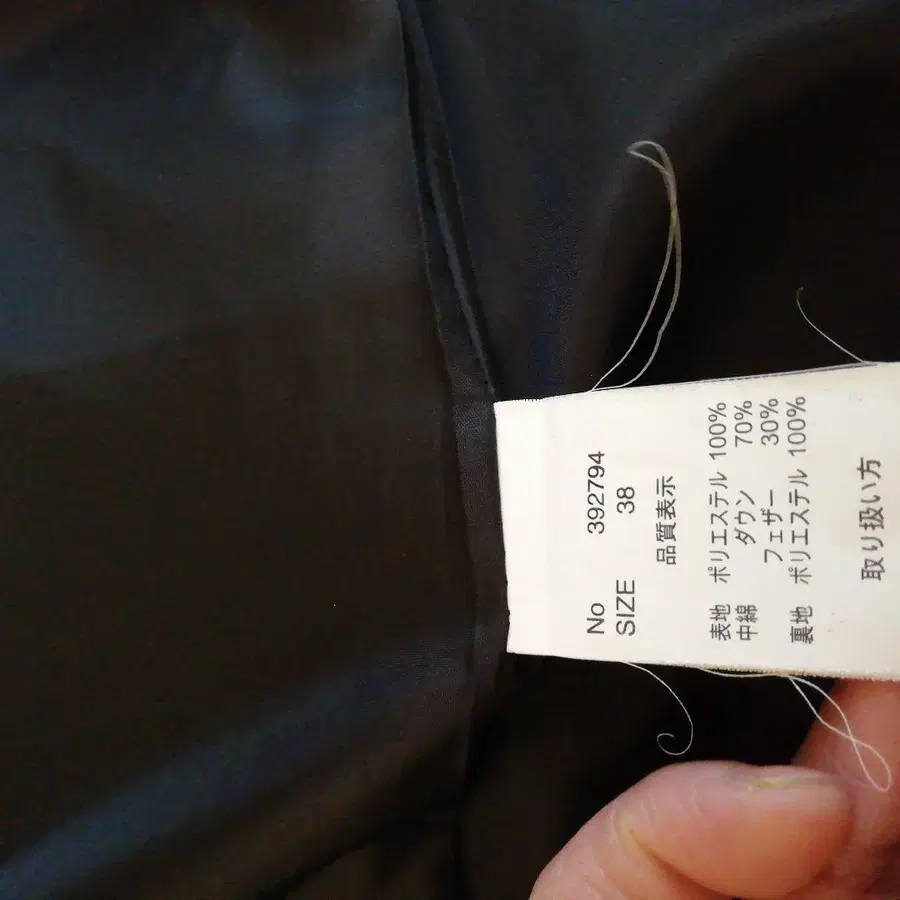 No 392794
SIZE 38
品質表示
表地 ポリエステル 100%
中綿 ダウン 70%
フェザー 30%
裏地 ポリエステル 100%
取り扱い方